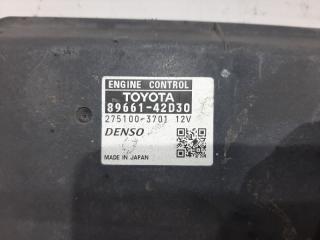 ENGINE CONTROL
TOYOTA
89661-42D30
275100-3701 12V
DENSO
MADE IN JAPAN